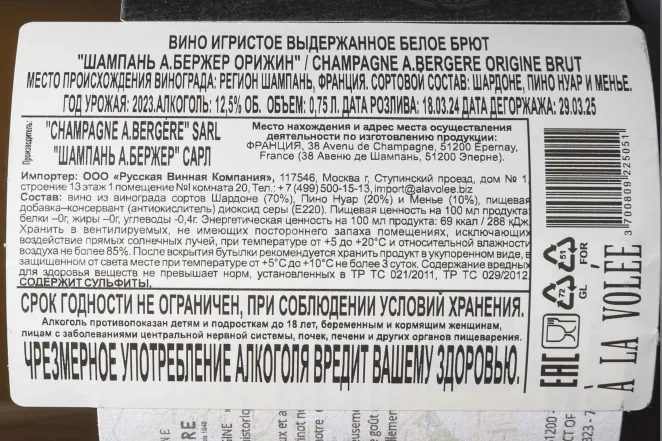 ВИНО ИГРИСТОЕ ВЫДЕРЖАННОЕ БЕЛОЕ БРЮТ
"ШАМПАНЬ А.БЕРЖЕР ОРИЖИН" / CHAMPAGNE A.BERGERE ORIGINE BRUT
МЕСТО ПРОИСХОЖДЕНИЯ ВИНОГРАДА: РЕГИОН ШАМПАНЬ, ФРАНЦИЯ. СОРТОВОЙ СОСТАВ: ШАРДОНЕ, ПИНО НУАР И МЕНЬЕ.
ГОД УРОЖАЯ: 2023.АЛКОГОЛЬ: 12,5% ОБ. ОБЪЕМ: 0,75 Л. ДАТА РОЗЛИВА: 18.03.24 ДАТА ДЕГОРЖАЖА: 29.03.25
Производитель:
"CHAMPAGNE A.BERGÈRE" SARL
"ШАМПАНЬ А.БЕРЖЕР" САРЛ
Место нахождения и адрес места осуществления
деятельности по изготовлению продукции:
ФРАНЦИЯ, 38 Avenu de Champagne, 51200 Epernay,
France (38 Авеню де Шампань, 51200 Эперне).
Импортер: ООО «Русская Винная Компания», 117546, Москва г, Ступинский проезд, дом № 1,
строение 13 этаж 1 помещение №I комната 20, Тел.: +7 (499) 500-15-13, import@alavolee.biz
Состав: вино из винограда сортов Шардоне (70%), Пино Нуар (20%) и Менье (10%), пищевая
добавка–консервант (антиокислитель) диоксид серы (Е220). Пищевая ценность на 100 мл продукта:
белки –0г, жиры –0г, углеводы -0,4г. Энергетическая ценность на 100 мл продукта: 69 ккал / 288 кДж.
Хранить в вентилируемых, не имеющих постороннего запаха помещениях, исключающих
воздействие прямых солнечных лучей, при температуре от +5 до +20°С и относительной влажности
воздуха не более 85%. После вскрытия бутылки рекомендуется хранить продукт в укупоренном виде, в
защищенном от света месте при температуре от +5°С до +10°С не более 3 суток. Содержание вредных
для здоровья веществ не превышает норм, установленных в ТР ТС 021/2011, ТР ТС 029/2012.
СОДЕРЖИТ СУЛЬФИТЫ.
СРОК ГОДНОСТИ НЕ ОГРАНИЧЕН, ПРИ СОБЛЮДЕНИИ УСЛОВИЙ ХРАНЕНИЯ.
Алкоголь противопоказан детям и подросткам до 18 лет, беременным и кормящим женщинам,
лицам с заболеваниями центральной нервной системы, почек, печени и других органов пищеварения.
ЧРЕЗМЕРНОЕ УПОТРЕБЛЕНИЕ АЛКОГОЛЯ ВРЕДИТ ВАШЕМУ ЗДОРОВЬЮ.
3 700809 225051
51
FOR
72
GL
EAC
À LA VOLÉE